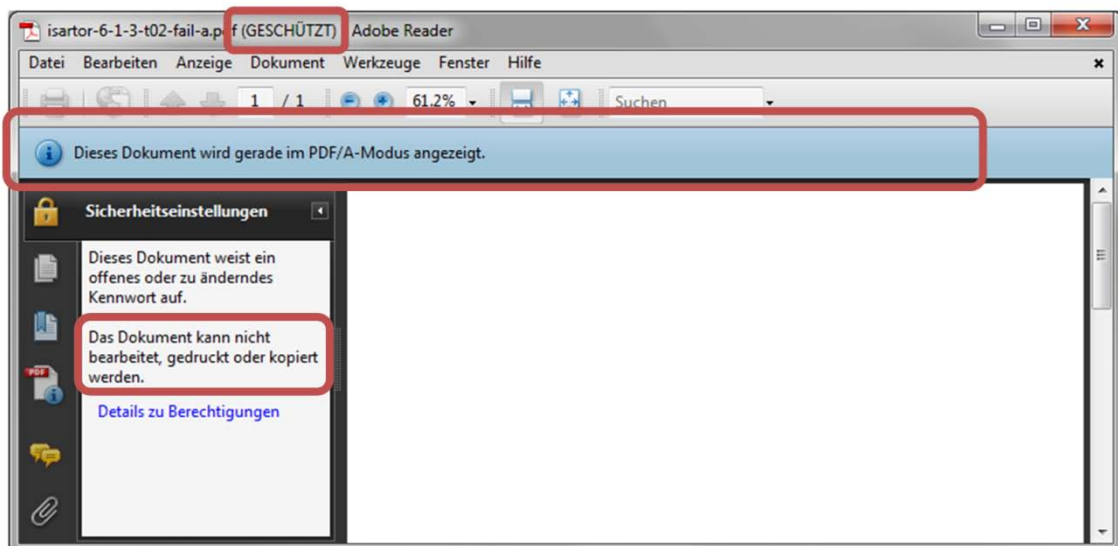 isartor-6-1-3-t02-fail-a.pdf (GESCHÜTZT) Adobe Reader
Datei Bearbeiten Anzeige Dokument Werkzeuge Fenster Hilfe
1 / 1 61.2% Suchen
Dieses Dokument wird gerade im PDF/A-Modus angezeigt.
Sicherheitseinstellungen
Dieses Dokument weist ein
offenes oder zu änderndes
Kennwort auf.
Das Dokument kann nicht
bearbeitet, gedruckt oder kopiert
werden.
PDF
Details zu Berechtigungen